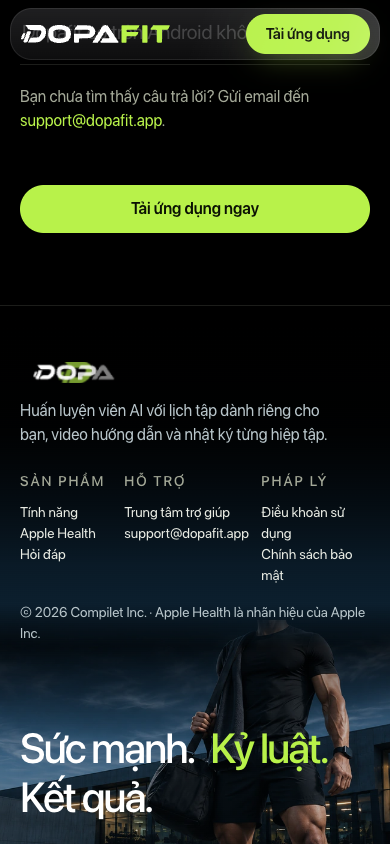 DOPAFIT
Tải ứng dụng
Bạn chưa tìm thấy câu trả lời? Gửi email đến
support@dopafit.app.
Tải ứng dụng ngay
DOPA
Huấn luyện viên AI với lịch tập dành riêng cho
bạn, video hướng dẫn và nhật ký từng hiệp tập.
SẢN PHẨM
Tính năng
Apple Health
Hỏi đáp
HỖ TRỢ
Trung tâm trợ giúp
support@dopafit.app
PHÁP LÝ
Điều khoản sử
dụng
Chính sách bảo
mật
© 2026 Compilet Inc. · Apple Health là nhãn hiệu của Apple
Inc.
Sức mạnh. Kỷ luật.
Kết quả.